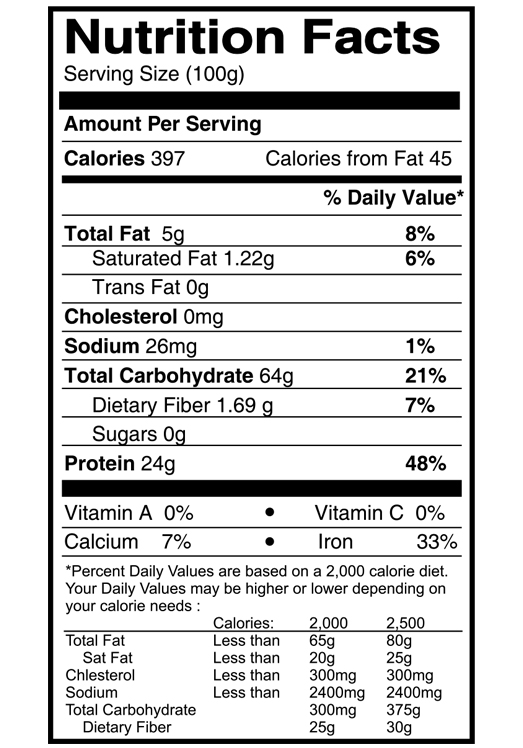 Nutrition Facts
Serving Size (100g)
Amount Per Serving
Calories 397 Calories from Fat 45
% Daily Value*
Total Fat 5g 8%
Saturated Fat 1.22g 6%
Trans Fat 0g
Cholesterol 0mg
Sodium 26mg 1%
Total Carbohydrate 64g 21%
Dietary Fiber 1.69 g 7%
Sugars 0g
Protein 24g 48%
Vitamin A 0% • Vitamin C 0%
Calcium 7% • Iron 33%
*Percent Daily Values are based on a 2,000 calorie diet.
Your Daily Values may be higher or lower depending on
your calorie needs :
Calories: 2,000 2,500
Total Fat Less than 65g 80g
Sat Fat Less than 20g 25g
Chlesterol Less than 300mg 300mg
Sodium Less than 2400mg 2400mg
Total Carbohydrate 300mg 375g
Dietary Fiber 25g 30g